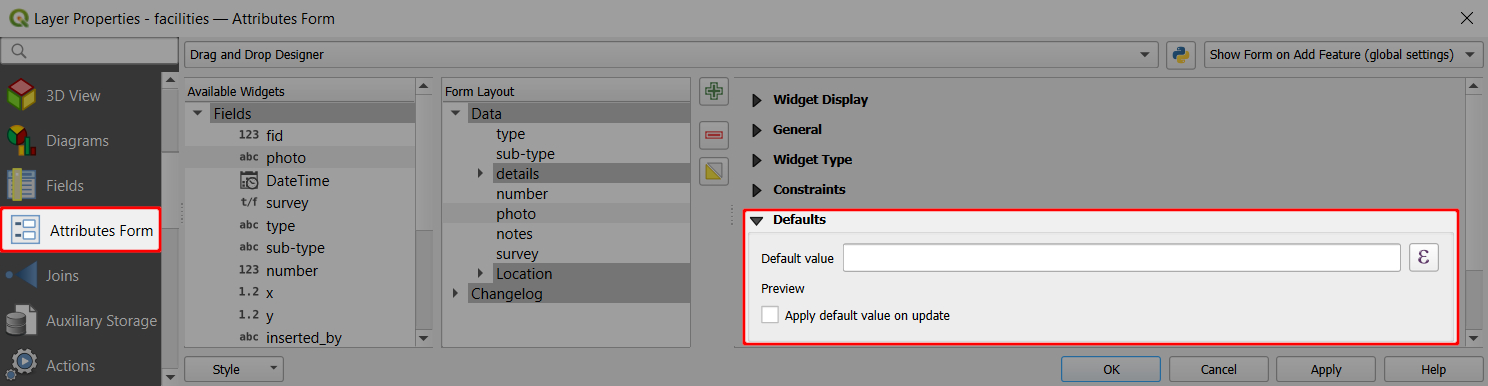 Layer Properties - facilities — Attributes Form
Drag and Drop Designer
Show Form on Add Feature (global settings)
3D View
Diagrams
Fields
Attributes Form
Joins
Auxiliary Storage
Actions
Available Widgets
Fields
123 fid
abc photo
DateTime
t/f survey
abc type
abc sub-type
123 number
1.2 x
1.2 y
abc inserted_by
Form Layout
Data
type
sub-type
details
number
photo
notes
survey
Location
Changelog
Widget Display
General
Widget Type
Constraints
Defaults
Default value
ε
Preview
Apply default value on update
Style
OK
Cancel
Apply
Help